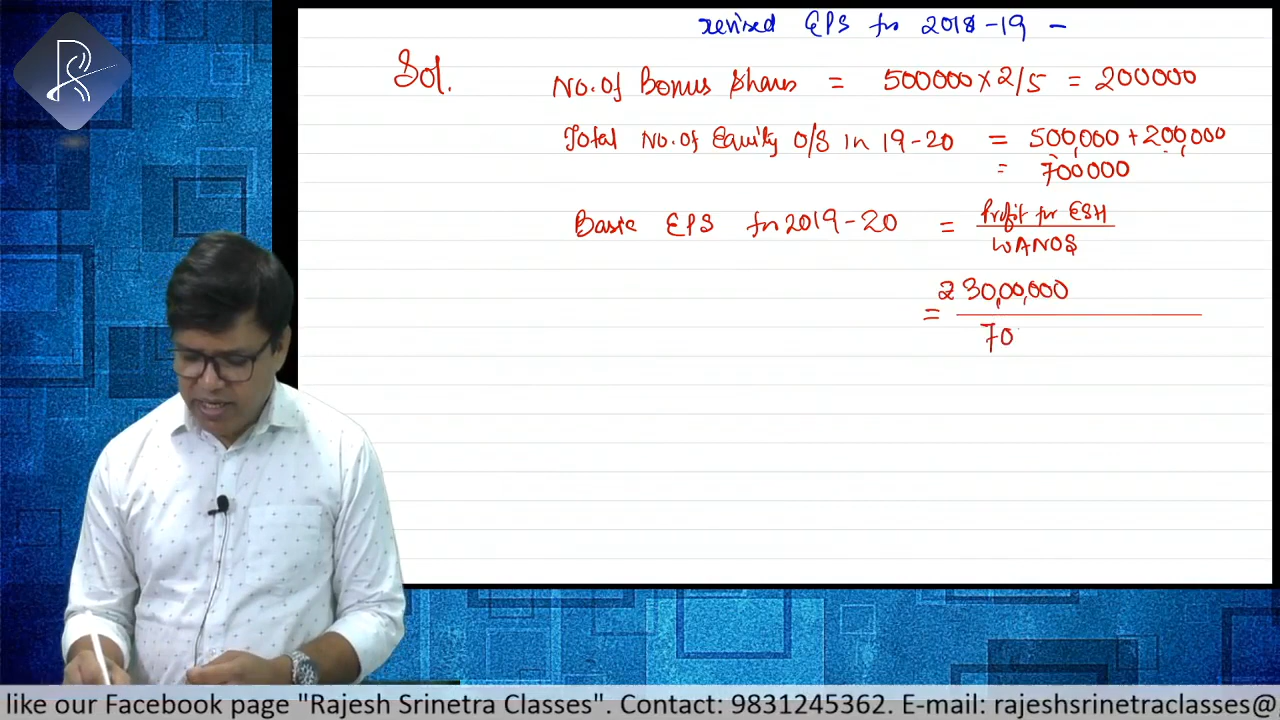 revised EPS for 2018-19 -
Sol.
No. of Bonus Shares = 500000 × 2/5 = 200000
Total No. of Equity O/S in 19-20 = 500,000 + 200,000
= 700000
Basic EPS for 2019-20 = Profit for ESH
WANOS
= ₹ 30,00,000
70
like our Facebook page "Rajesh Srinetra Classes". Contact: 9831245362. E-mail: rajeshsrinetraclasses@